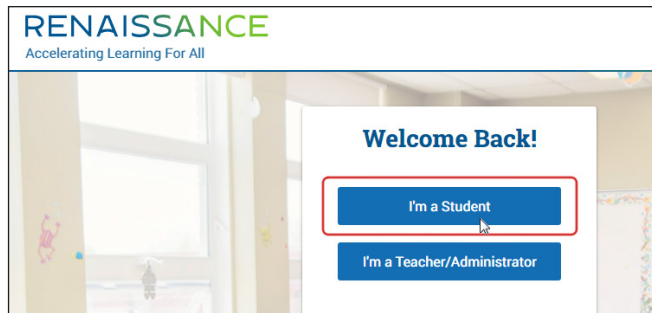 RENAISSANCE
Accelerating Learning For All
Welcome Back!
I'm a Student
I'm a Teacher/Administrator